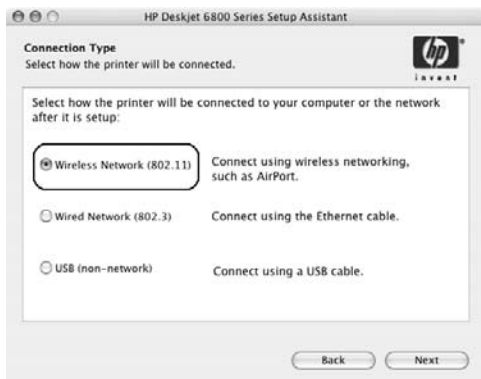 HP Deskjet 6800 Series Setup Assistant
Connection Type
Select how the printer will be connected.
hp
invent
Select how the printer will be connected to your computer or the network
after it is setup:
Wireless Network (802.11)
Connect using wireless networking,
such as AirPort.
Wired Network (802.3)
Connect using the Ethernet cable.
USB (non-network)
Connect using a USB cable.
Back
Next